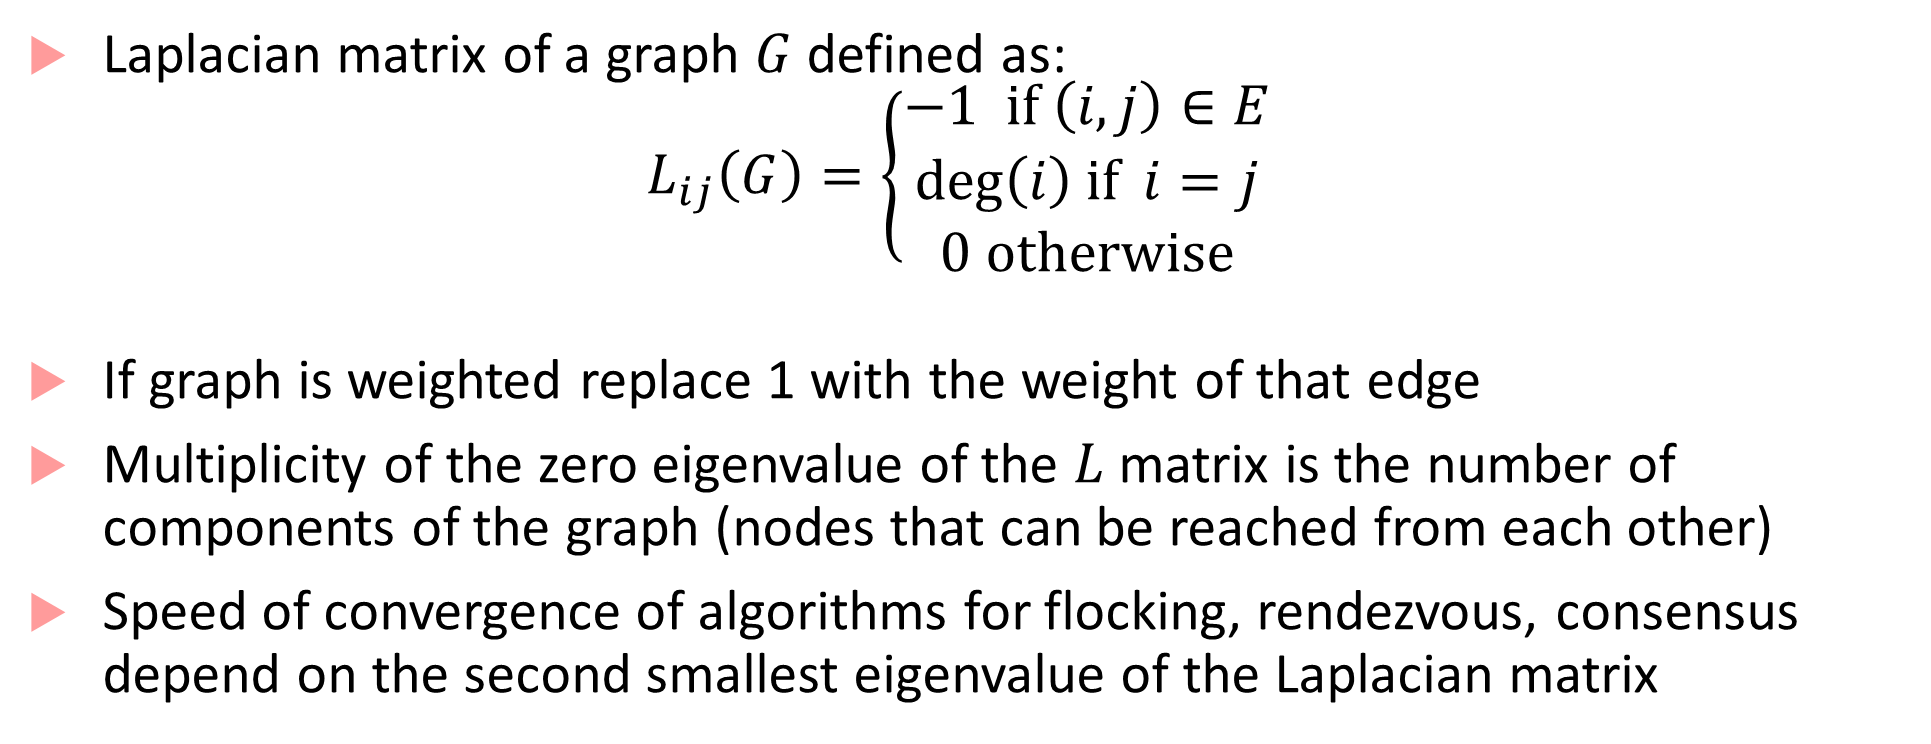 Laplacian matrix of a graph G defined as:
−1 if (i, j) ∈ E
L_{ij}(G) = { deg(i) if i = j
0 otherwise
If graph is weighted replace 1 with the weight of that edge
Multiplicity of the zero eigenvalue of the L matrix is the number of
components of the graph (nodes that can be reached from each other)
Speed of convergence of algorithms for flocking, rendezvous, consensus
depend on the second smallest eigenvalue of the Laplacian matrix